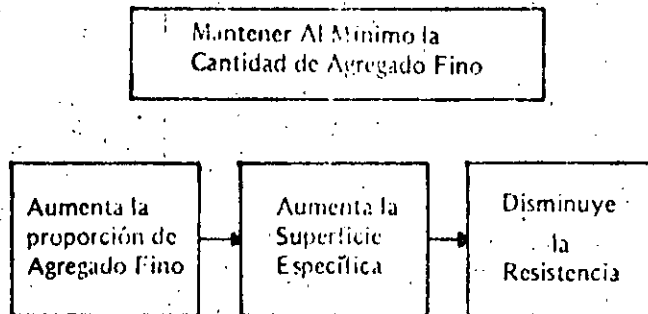 Mantener Al Mínimo la
Cantidad de Agregado Fino
Aumenta la
proporción de
Agregado Fino
Aumenta la
Superficie
Específica
Disminuye
la
Resistencia